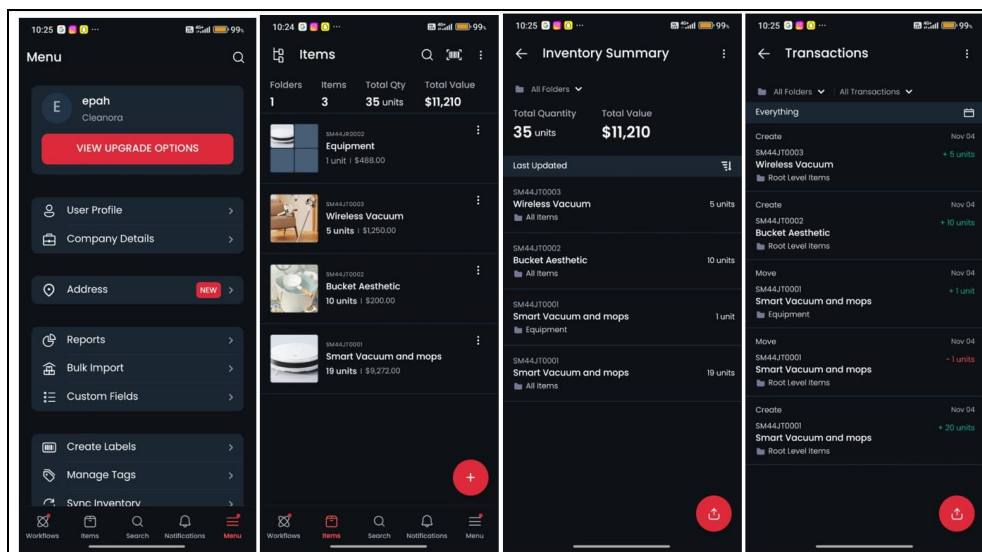 10:25
99%
Menu
E
epah
Cleanora
VIEW UPGRADE OPTIONS
User Profile
Company Details
Address
NEW
Reports
Bulk Import
Custom Fields
Create Labels
Manage Tags
Sync Inventory
Workflows
Items
Search
Notifications
Menu
10:24
99%
Items
Folders Items Total Qty Total Value
1 3 35 units $11,210
SM44JR0002
Equipment
1 unit | $488.00
SM44JT0003
Wireless Vacuum
5 units | $1,250.00
SM44JT0002
Bucket Aesthetic
10 units | $200.00
SM44JT0001
Smart Vacuum and mops
19 units | $9,272.00
+
Workflows
Items
Search
Notifications
Menu
10:25
99%
Inventory Summary
All Folders
Total Quantity Total Value
35 units $11,210
Last Updated
SM44JT0003
Wireless Vacuum 5 units
All Items
SM44JT0002
Bucket Aesthetic 10 units
All Items
SM44JT0001
Smart Vacuum and mops 1 unit
Equipment
SM44JT0001
Smart Vacuum and mops 19 units
All Items
10:25
99%
Transactions
All Folders All Transactions
Everything
Create Nov 04
SM44JT0003 + 5 units
Wireless Vacuum
Root Level Items
Create Nov 04
SM44JT0002 + 10 units
Bucket Aesthetic
Root Level Items
Move Nov 04
SM44JT0001 + 1 unit
Smart Vacuum and mops
Equipment
Move Nov 04
SM44JT0001 - 1 units
Smart Vacuum and mops
Root Level Items
Create Nov 04
SM44JT0001 + 20 units
Smart Vacuum and mops
Root Level Items